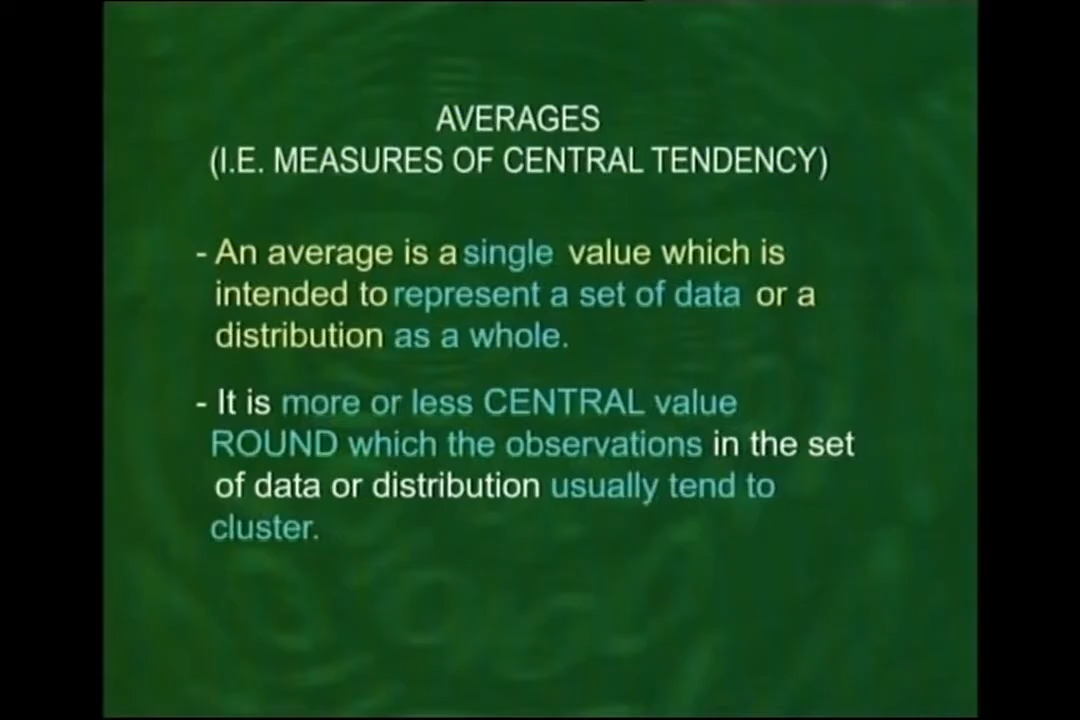 AVERAGES
(I.E. MEASURES OF CENTRAL TENDENCY)
- An average is a single value which is
intended to represent a set of data or a
distribution as a whole.
- It is more or less CENTRAL value
ROUND which the observations in the set
of data or distribution usually tend to
cluster.